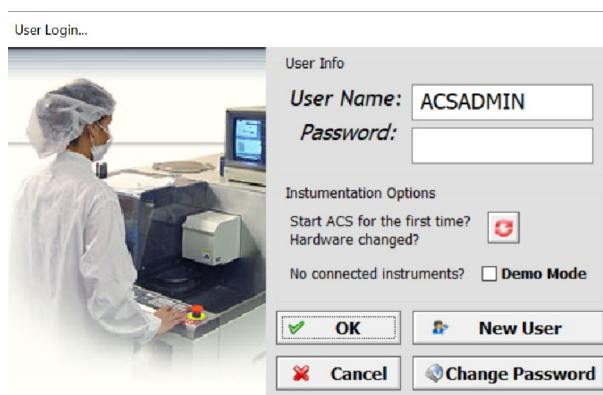 User Login...
User Info
User Name: ACSADMIN
Password:
Instumentation Options
Start ACS for the first time?
Hardware changed?
No connected instruments? Demo Mode
OK New User
Cancel Change Password